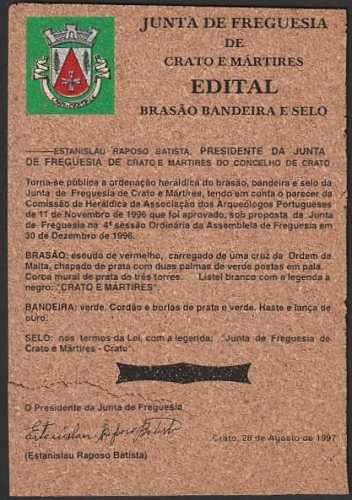 JUNTA DE FREGUESIA
DE
CRATO E MÁRTIRES
EDITAL
BRASÃO BANDEIRA E SELO
--------ESTANISLAU RAPOSO BATISTA, PRESIDENTE DA JUNTA
DE FREGUESIA DE CRATO E MÁRTIRES DO CONCELHO DE CRATO
Torna-se pública a ordenação heráldica do brasão, bandeira e selo da
Junta de Freguesia de Crato e Mártires, tendo em conta o parecer da
Comissão de Heráldica da Associação dos Arqueólogos Portugueses
de 11 de Novembro de 1996 que foi aprovado, sob proposta da Junta
de Freguesia na 4ª sessão Ordinária da Assembleia de Freguesia em
30 de Dezembro de 1996.
BRASÃO: escudo de vermelho, carregado de uma cruz da Ordem de
Malta, chapado de prata com duas palmas de verde postas em pala.
Coroa mural de prata de três torres. Listel branco com a legenda a
negro: "CRATO E MÁRTIRES"
BANDEIRA: verde. Cordão e borlas de prata e verde. Haste e lança de
ouro.
SELO: nos termos da Lei, com a legenda; "Junta de Freguesia de
Crato e Mártires - Crato"
O Presidente da Junta de Freguesia
Estanislau Raposo Batista
Crato, 28 de Agosto de 1997
(Estanislau Raposo Batista)